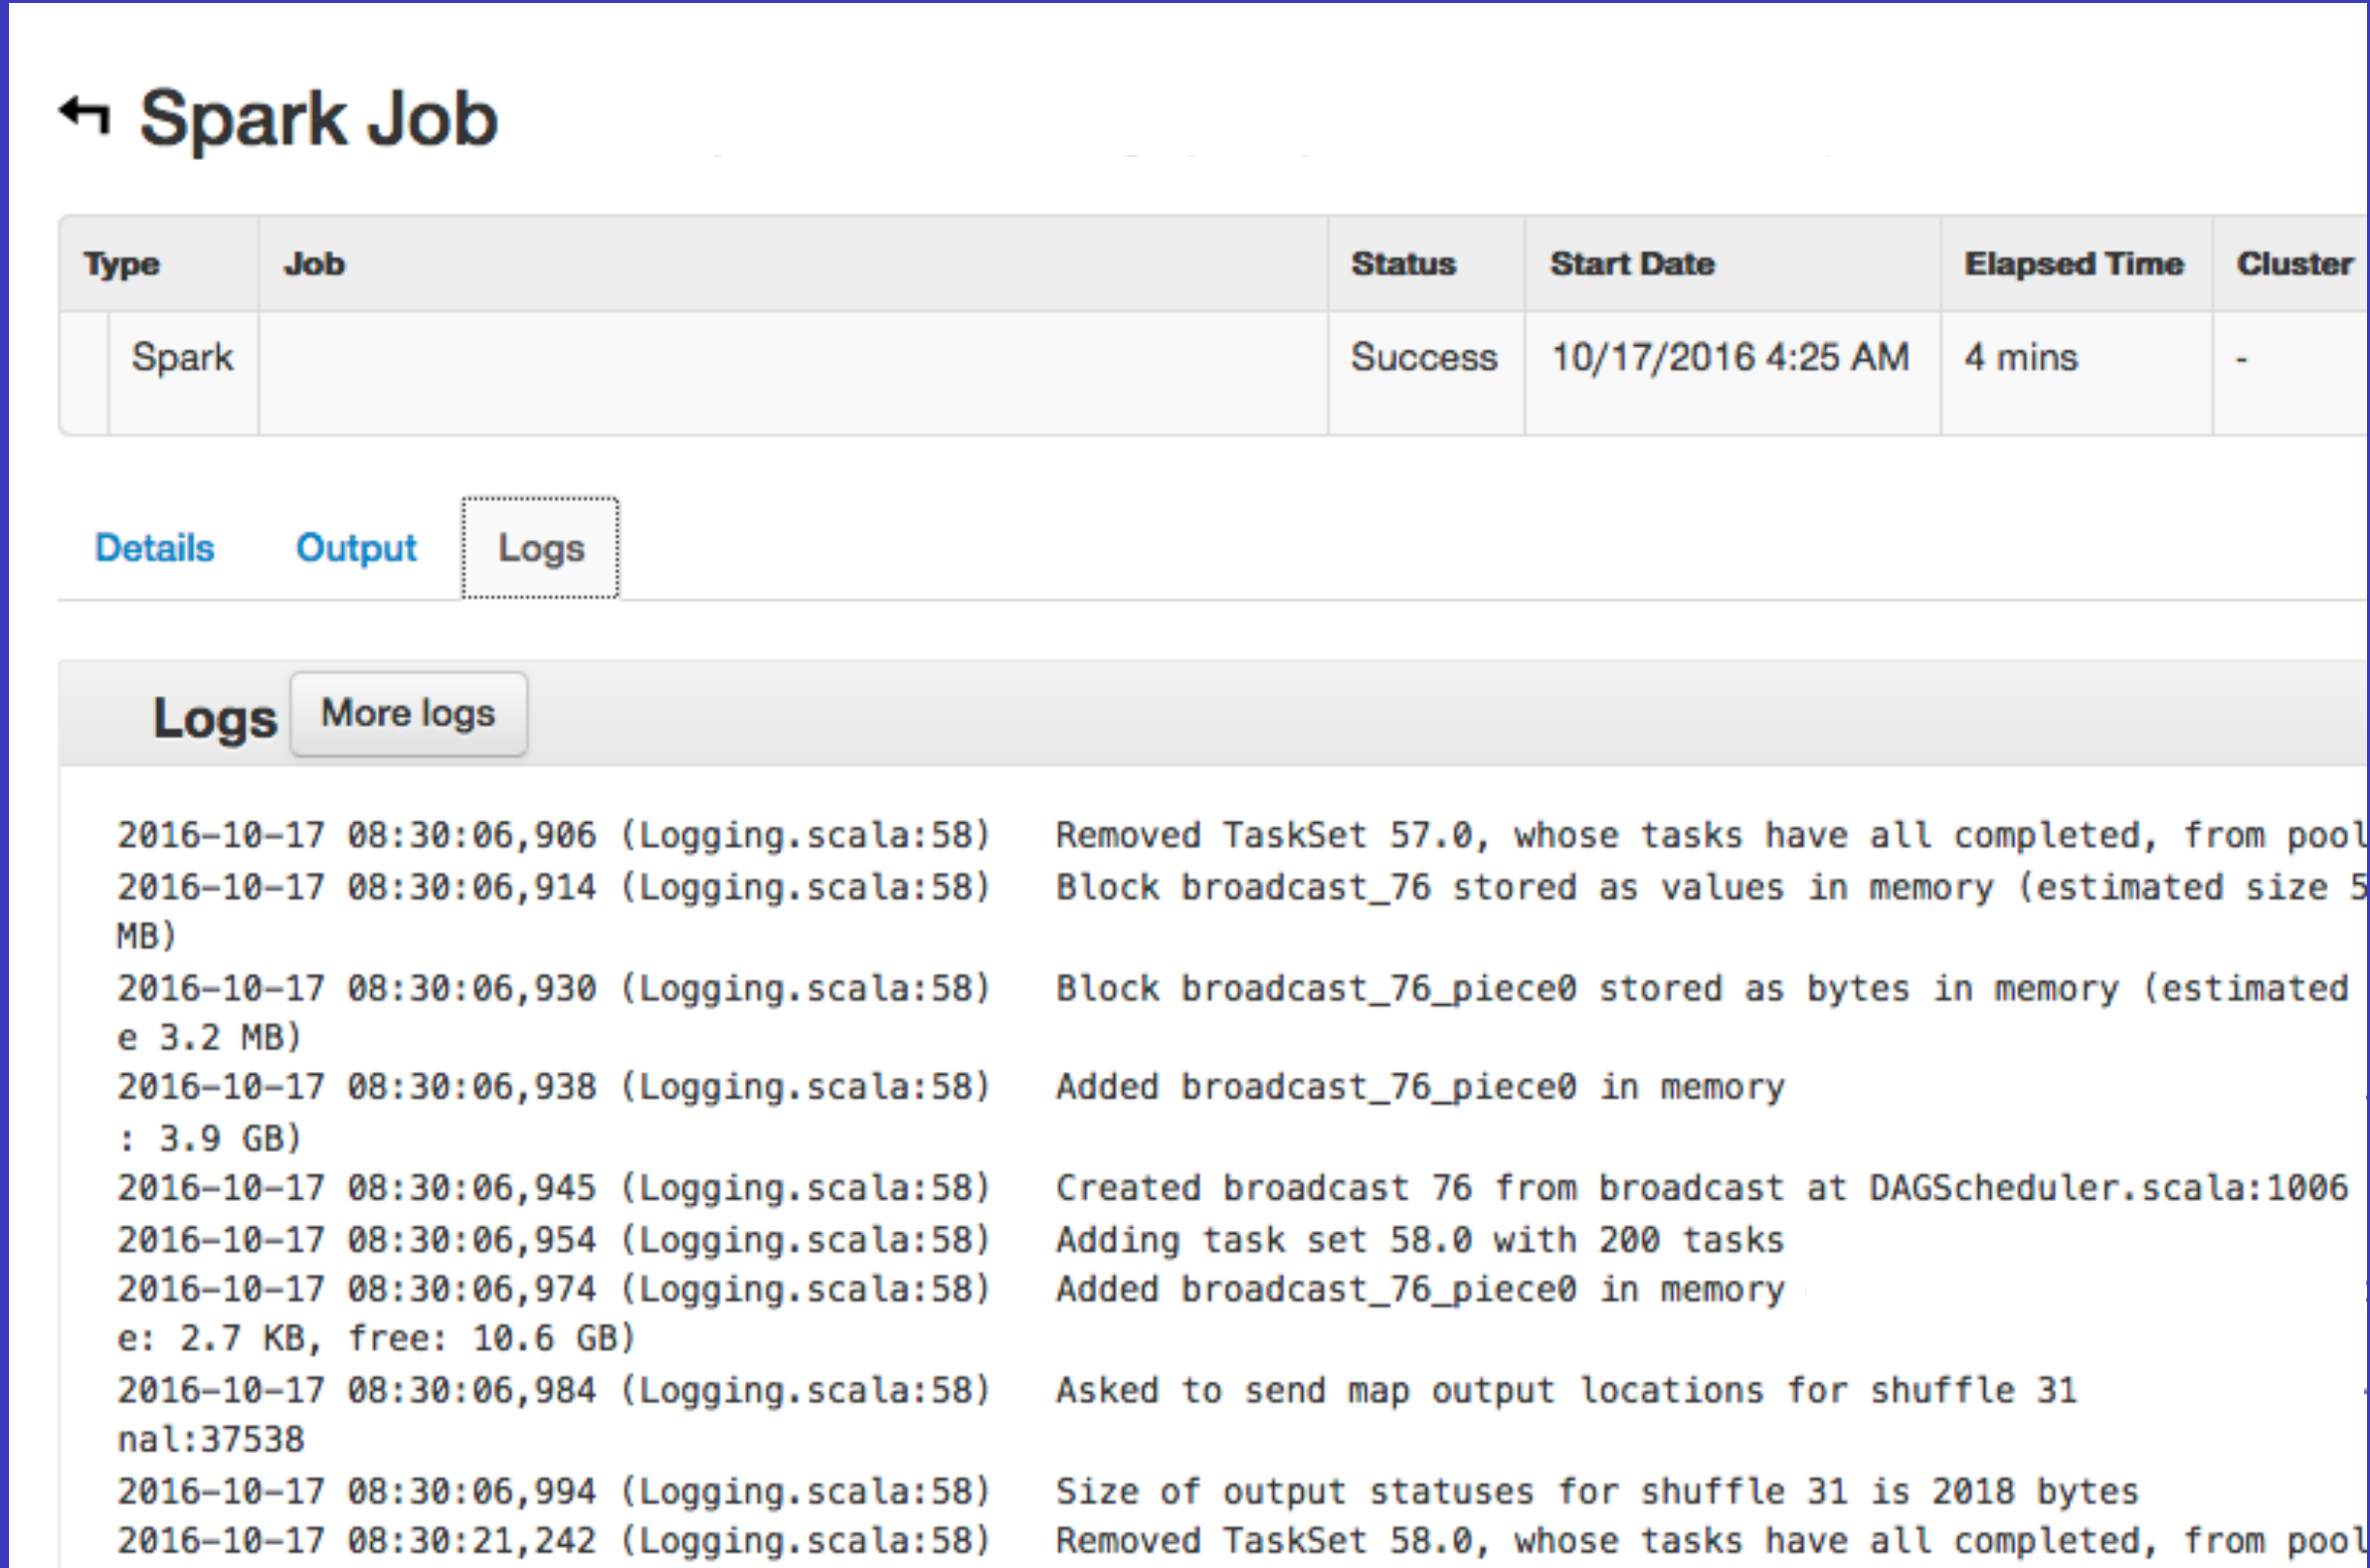 Spark Job
Type Job Status Start Date Elapsed Time Cluster
Spark Success 10/17/2016 4:25 AM 4 mins -
Details Output Logs
Logs More logs
2016-10-17 08:30:06,906 (Logging.scala:58) Removed TaskSet 57.0, whose tasks have all completed, from pool
2016-10-17 08:30:06,914 (Logging.scala:58) Block broadcast_76 stored as values in memory (estimated size 5
MB)
2016-10-17 08:30:06,930 (Logging.scala:58) Block broadcast_76_piece0 stored as bytes in memory (estimated
e 3.2 MB)
2016-10-17 08:30:06,938 (Logging.scala:58) Added broadcast_76_piece0 in memory
: 3.9 GB)
2016-10-17 08:30:06,945 (Logging.scala:58) Created broadcast 76 from broadcast at DAGScheduler.scala:1006
2016-10-17 08:30:06,954 (Logging.scala:58) Adding task set 58.0 with 200 tasks
2016-10-17 08:30:06,974 (Logging.scala:58) Added broadcast_76_piece0 in memory
e: 2.7 KB, free: 10.6 GB)
2016-10-17 08:30:06,984 (Logging.scala:58) Asked to send map output locations for shuffle 31
nal:37538
2016-10-17 08:30:06,994 (Logging.scala:58) Size of output statuses for shuffle 31 is 2018 bytes
2016-10-17 08:30:21,242 (Logging.scala:58) Removed TaskSet 58.0, whose tasks have all completed, from pool